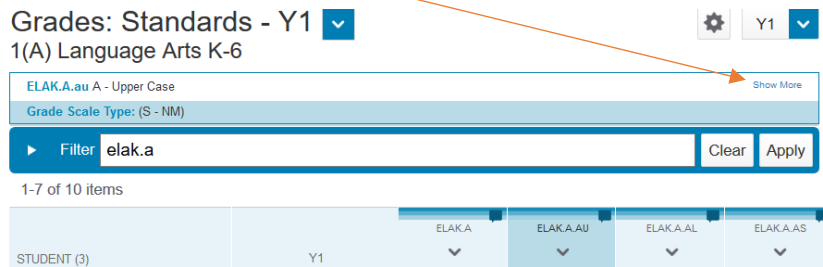 Grades: Standards - Y1
Y1
1(A) Language Arts K-6
ELAK.A.au A - Upper Case
Show More
Grade Scale Type: (S - NM)
Filter elak.a Clear Apply
1-7 of 10 items
ELAK.A ELAK.A.AU ELAK.A.AL ELAK.A.AS
STUDENT (3) Y1